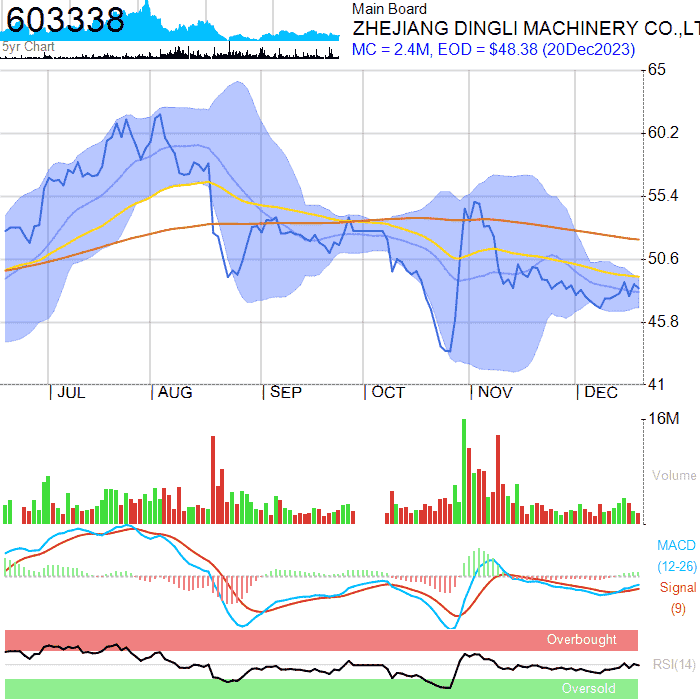 603338
5yr Chart
Main Board
ZHEJIANG DINGLI MACHINERY CO.,LT
MC = 2.4M, EOD = $48.38 (20Dec2023)
65
60.2
55.4
50.6
45.8
41
JUL AUG SEP OCT NOV DEC
16M
Volume
MACD
(12-26)
Signal
(9)
Overbought
RSI(14)
Oversold